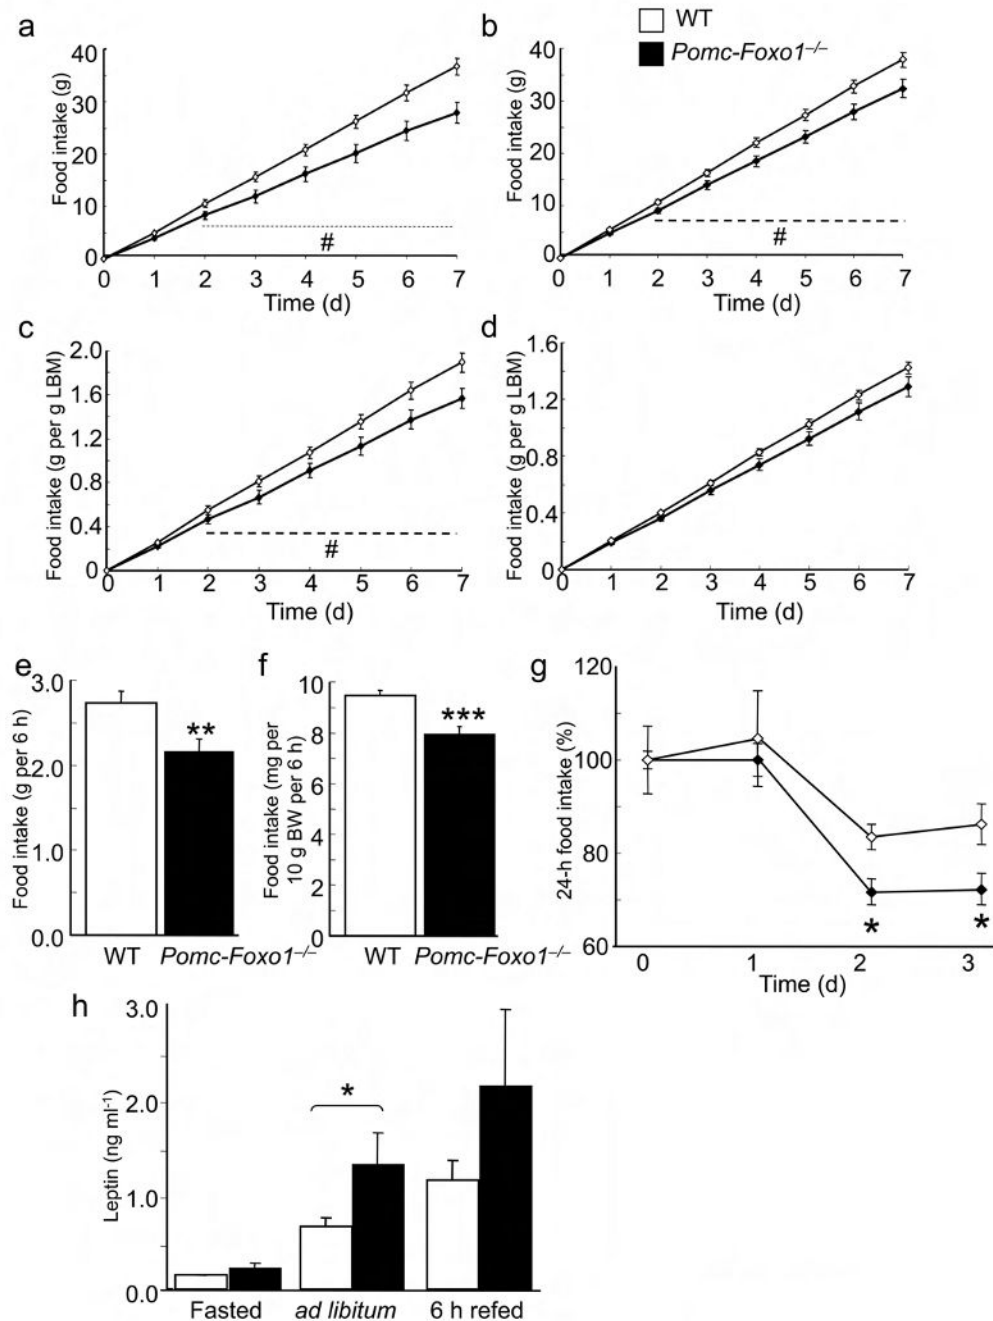 WT
Pomc-Foxo1–/–
a
Food intake (g)
40
30
20
10
0
0 1 2 3 4 5 6 7
#
Time (d)
b
Food intake (g)
40
30
20
10
0
0 1 2 3 4 5 6 7
#
Time (d)
c
Food intake (g per g LBM)
2.0
1.6
1.2
0.8
0.4
0
0 1 2 3 4 5 6 7
#
Time (d)
d
Food intake (g per g LBM)
1.6
1.2
0.8
0.4
0
0 1 2 3 4 5 6 7
Time (d)
e
Food intake (g per 6 h)
3.0
2.0
1.0
0.0
**
WT Pomc-Foxo1–/–
f
Food intake (mg per
10 g BW per 6 h)
10
8
6
4
2
0
***
WT Pomc-Foxo1–/–
g
24-h food intake (%)
120
100
80
60
* *
0 1 2 3
Time (d)
h
Leptin (ng ml-1)
3.0
2.0
1.0
0.0
*
Fasted ad libitum 6 h refed